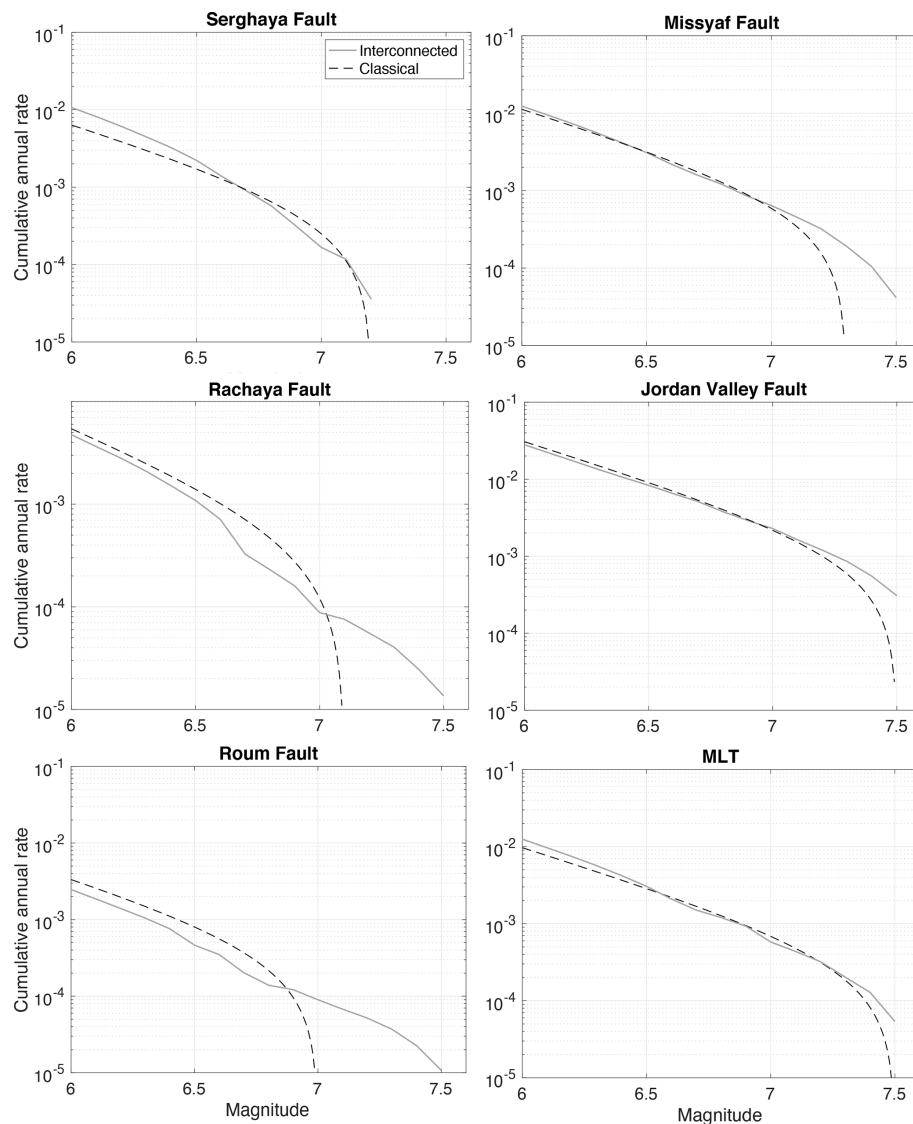 Serghaya Fault
10-1
10-2
10-3
10-4
10-5
Cumulative annual rate
Interconnected
Classical
6 6.5 7 7.5
Missyaf Fault
10-1
10-2
10-3
10-4
10-5
6 6.5 7 7.5
Rachaya Fault
10-3
10-4
10-5
Cumulative annual rate
6 6.5 7 7.5
Jordan Valley Fault
10-1
10-2
10-3
10-4
10-5
6 6.5 7 7.5
Roum Fault
10-1
10-2
10-3
10-4
10-5
Cumulative annual rate
6 6.5 7 7.5
Magnitude
MLT
10-1
10-2
10-3
10-4
10-5
6 6.5 7 7.5
Magnitude